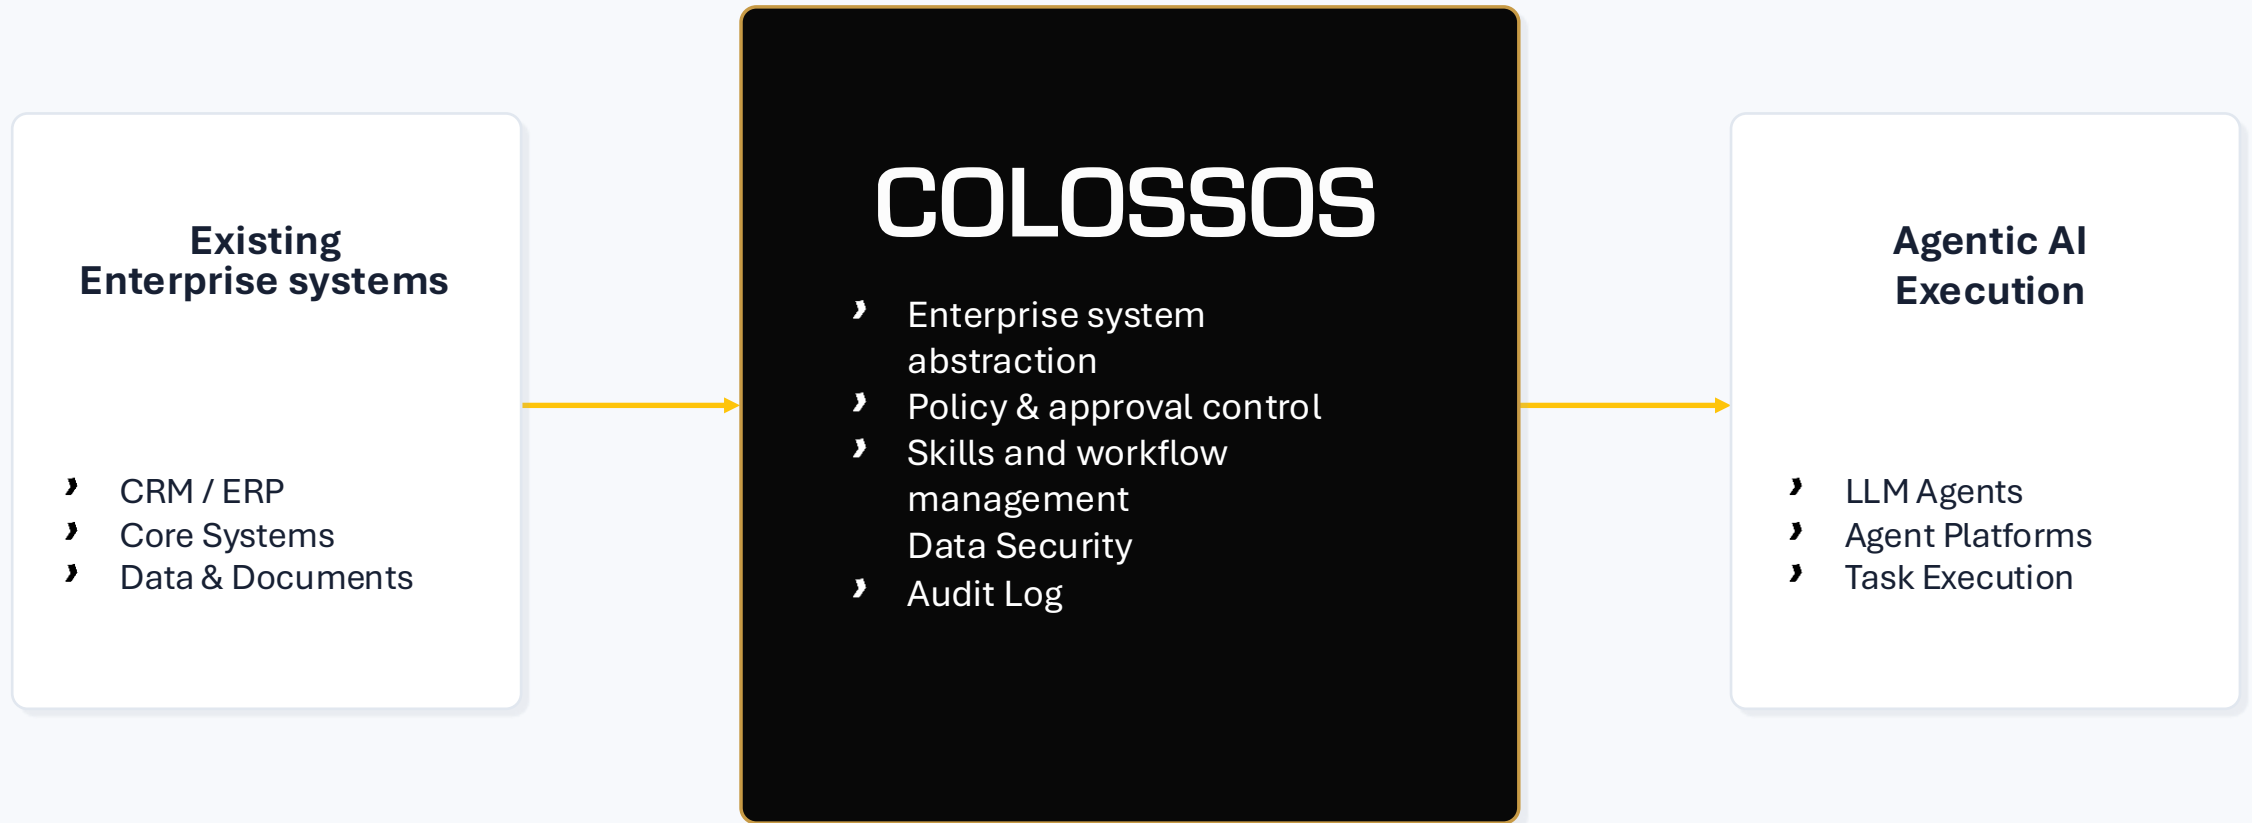 Existing
Enterprise systems
CRM / ERP
Core Systems
Data & Documents
COLOSSOS
Enterprise system
abstraction
Policy & approval control
Skills and workflow
management
Data Security
Audit Log
Agentic AI
Execution
LLM Agents
Agent Platforms
Task Execution